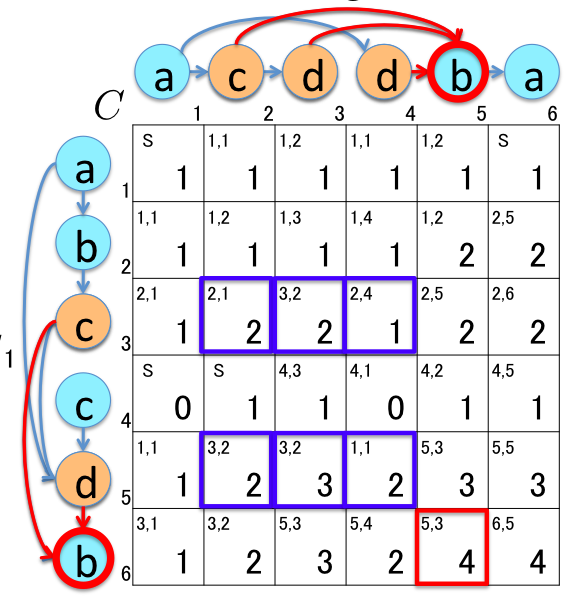 a c d d b a
C 1 2 3 4 5 6
a 1 S 1 1,1 1 1,2 1 1,1 1 1,2 1 S 1
b 2 1,1 1 1,2 1 1,3 1 1,4 1 1,2 2 2,5 2
c 3 2,1 1 2,1 2 3,2 2 2,4 1 2,5 2 2,6 2
c 4 S 0 S 1 4,3 1 4,1 0 4,2 1 4,5 1
d 5 1,1 1 3,2 2 3,2 3 1,1 2 5,3 3 5,5 3
b 6 3,1 1 3,2 2 5,3 3 5,4 2 5,3 4 6,5 4